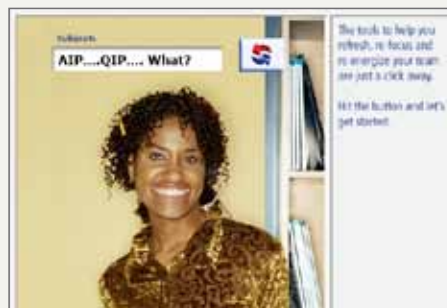 Subject:
AIP....QIP.... What?
The tools to help you
refresh, re-focus and
re-energize your team
are just a click away.
Hit the button and let's
get started